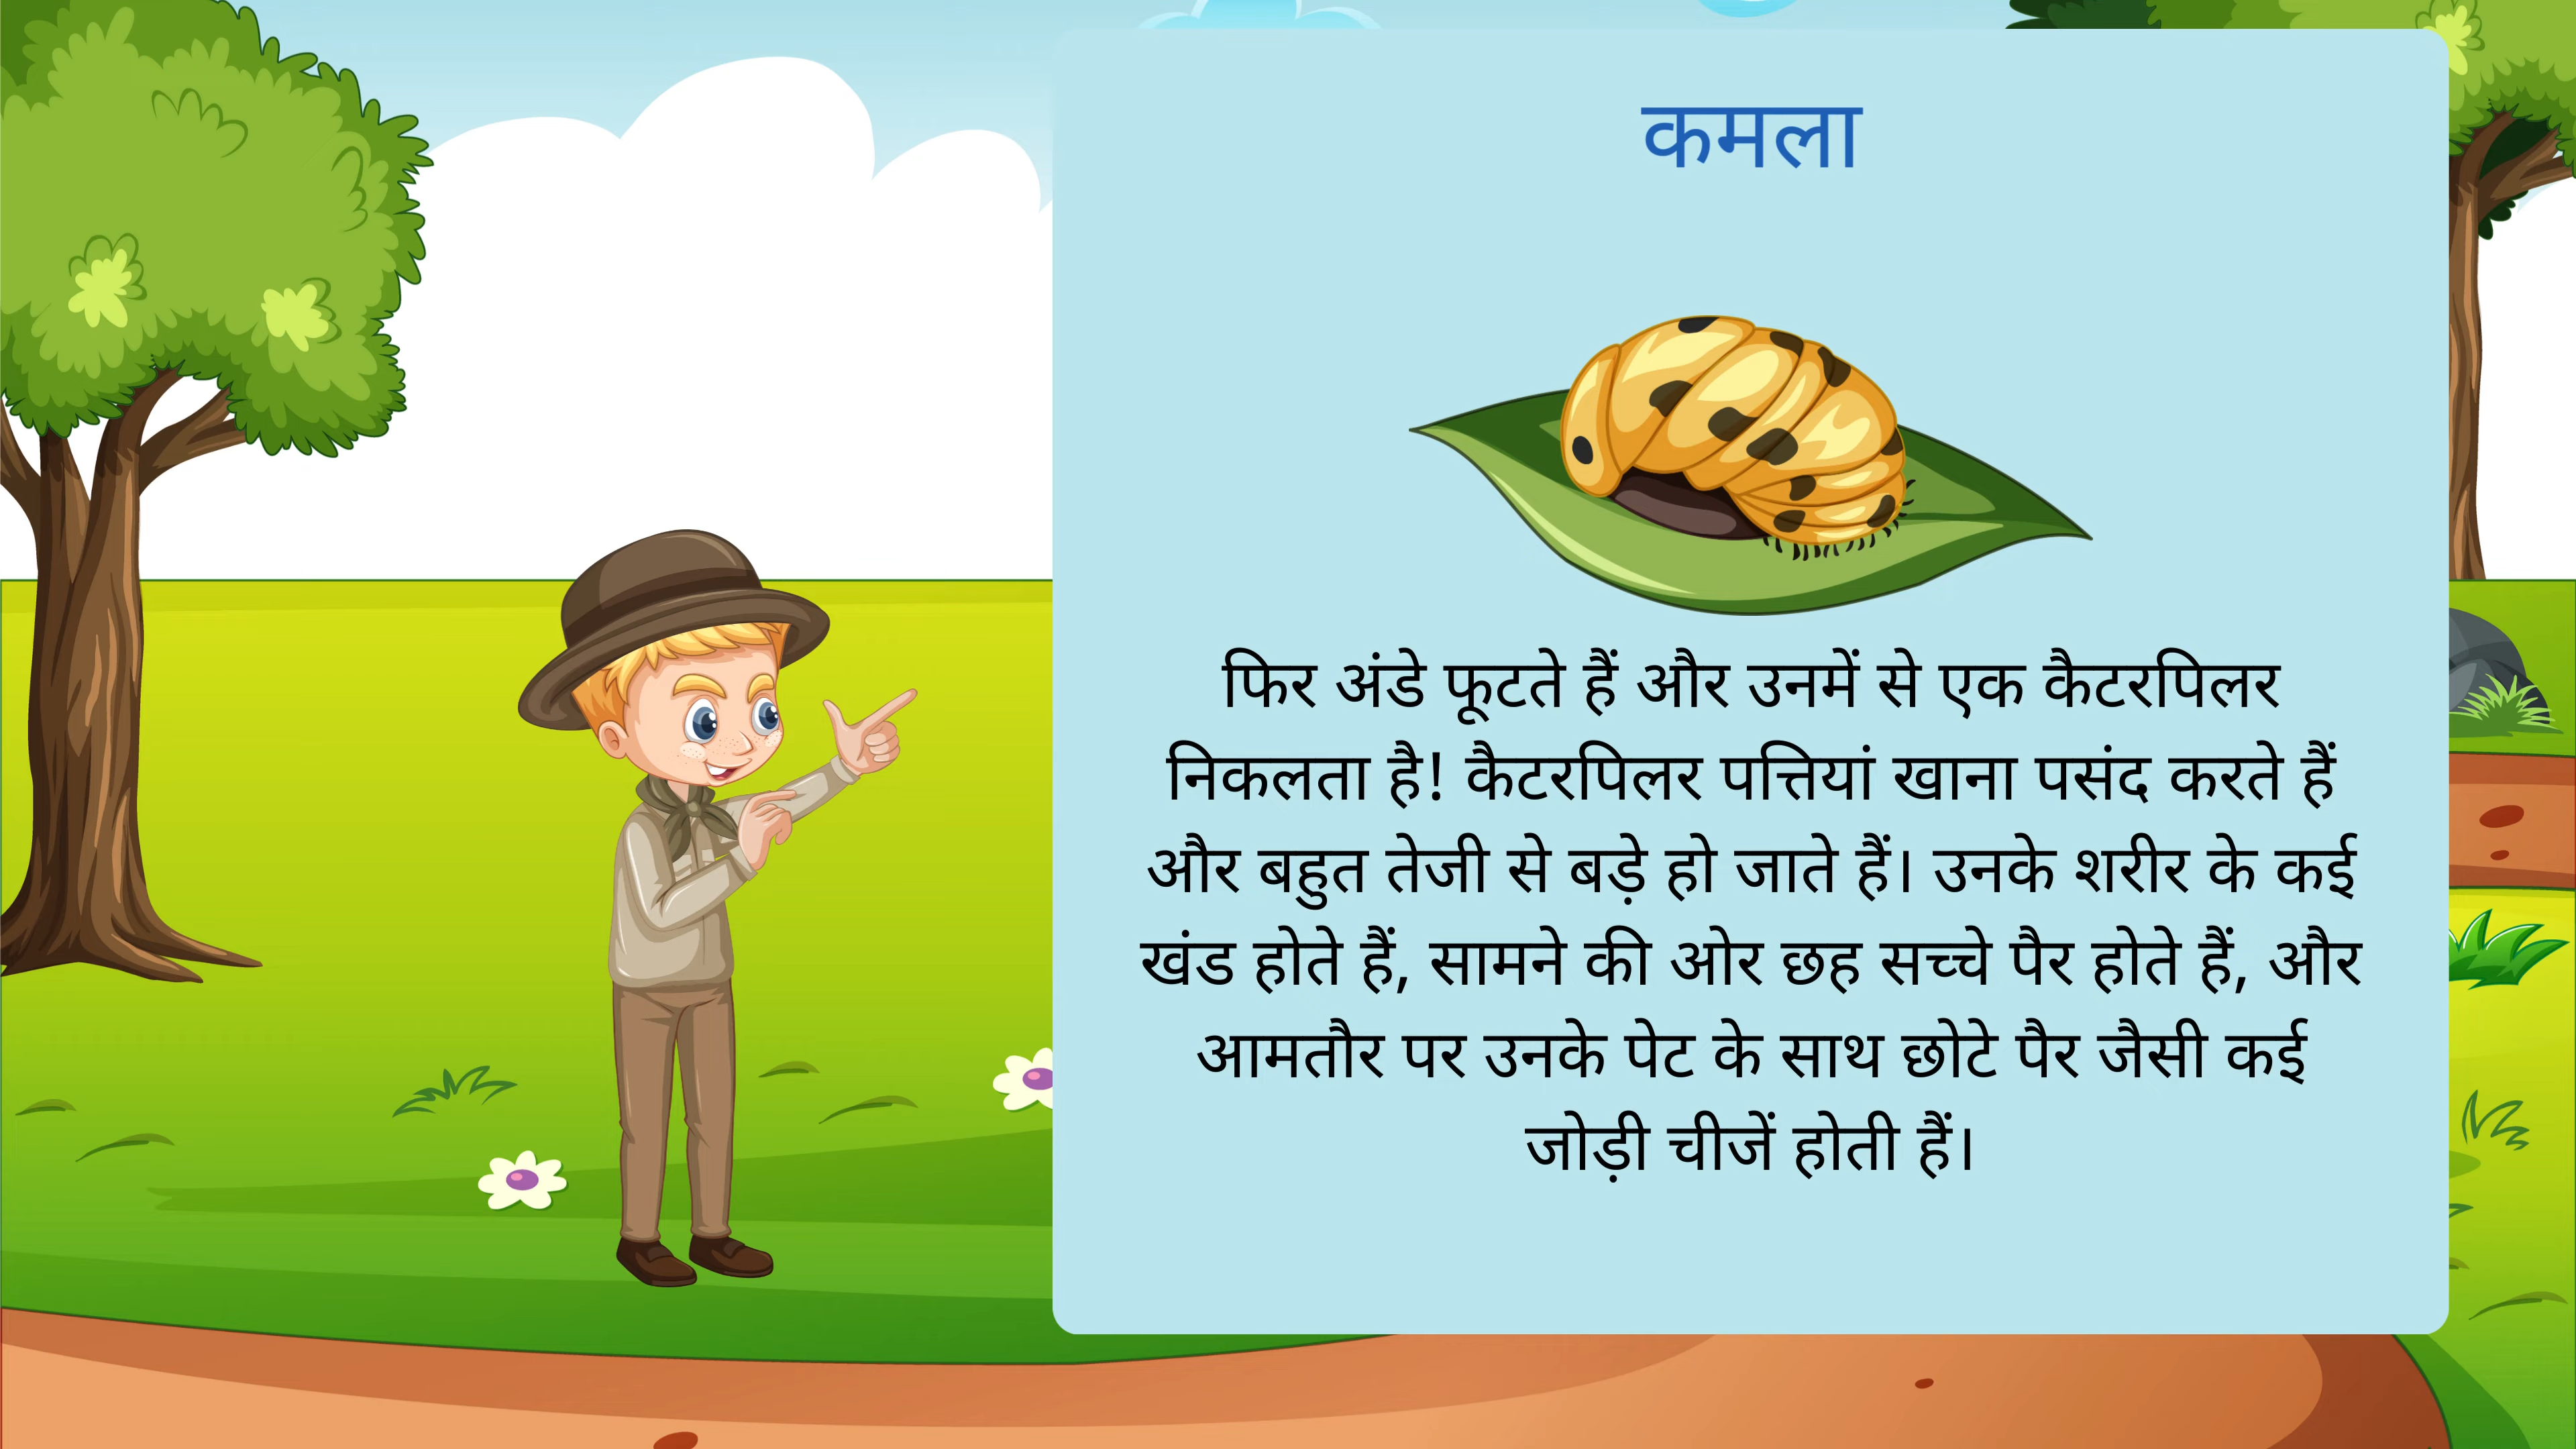 कमला
फिर अंडे फूटते हैं और उनमें से एक कैटरपिलर
निकलता है! कैटरपिलर पत्तियां खाना पसंद करते हैं
और बहुत तेजी से बड़े हो जाते हैं। उनके शरीर के कई
खंड होते हैं, सामने की ओर छह सच्चे पैर होते हैं, और
आमतौर पर उनके पेट के साथ छोटे पैर जैसी कई
जोड़ी चीजें होती हैं।